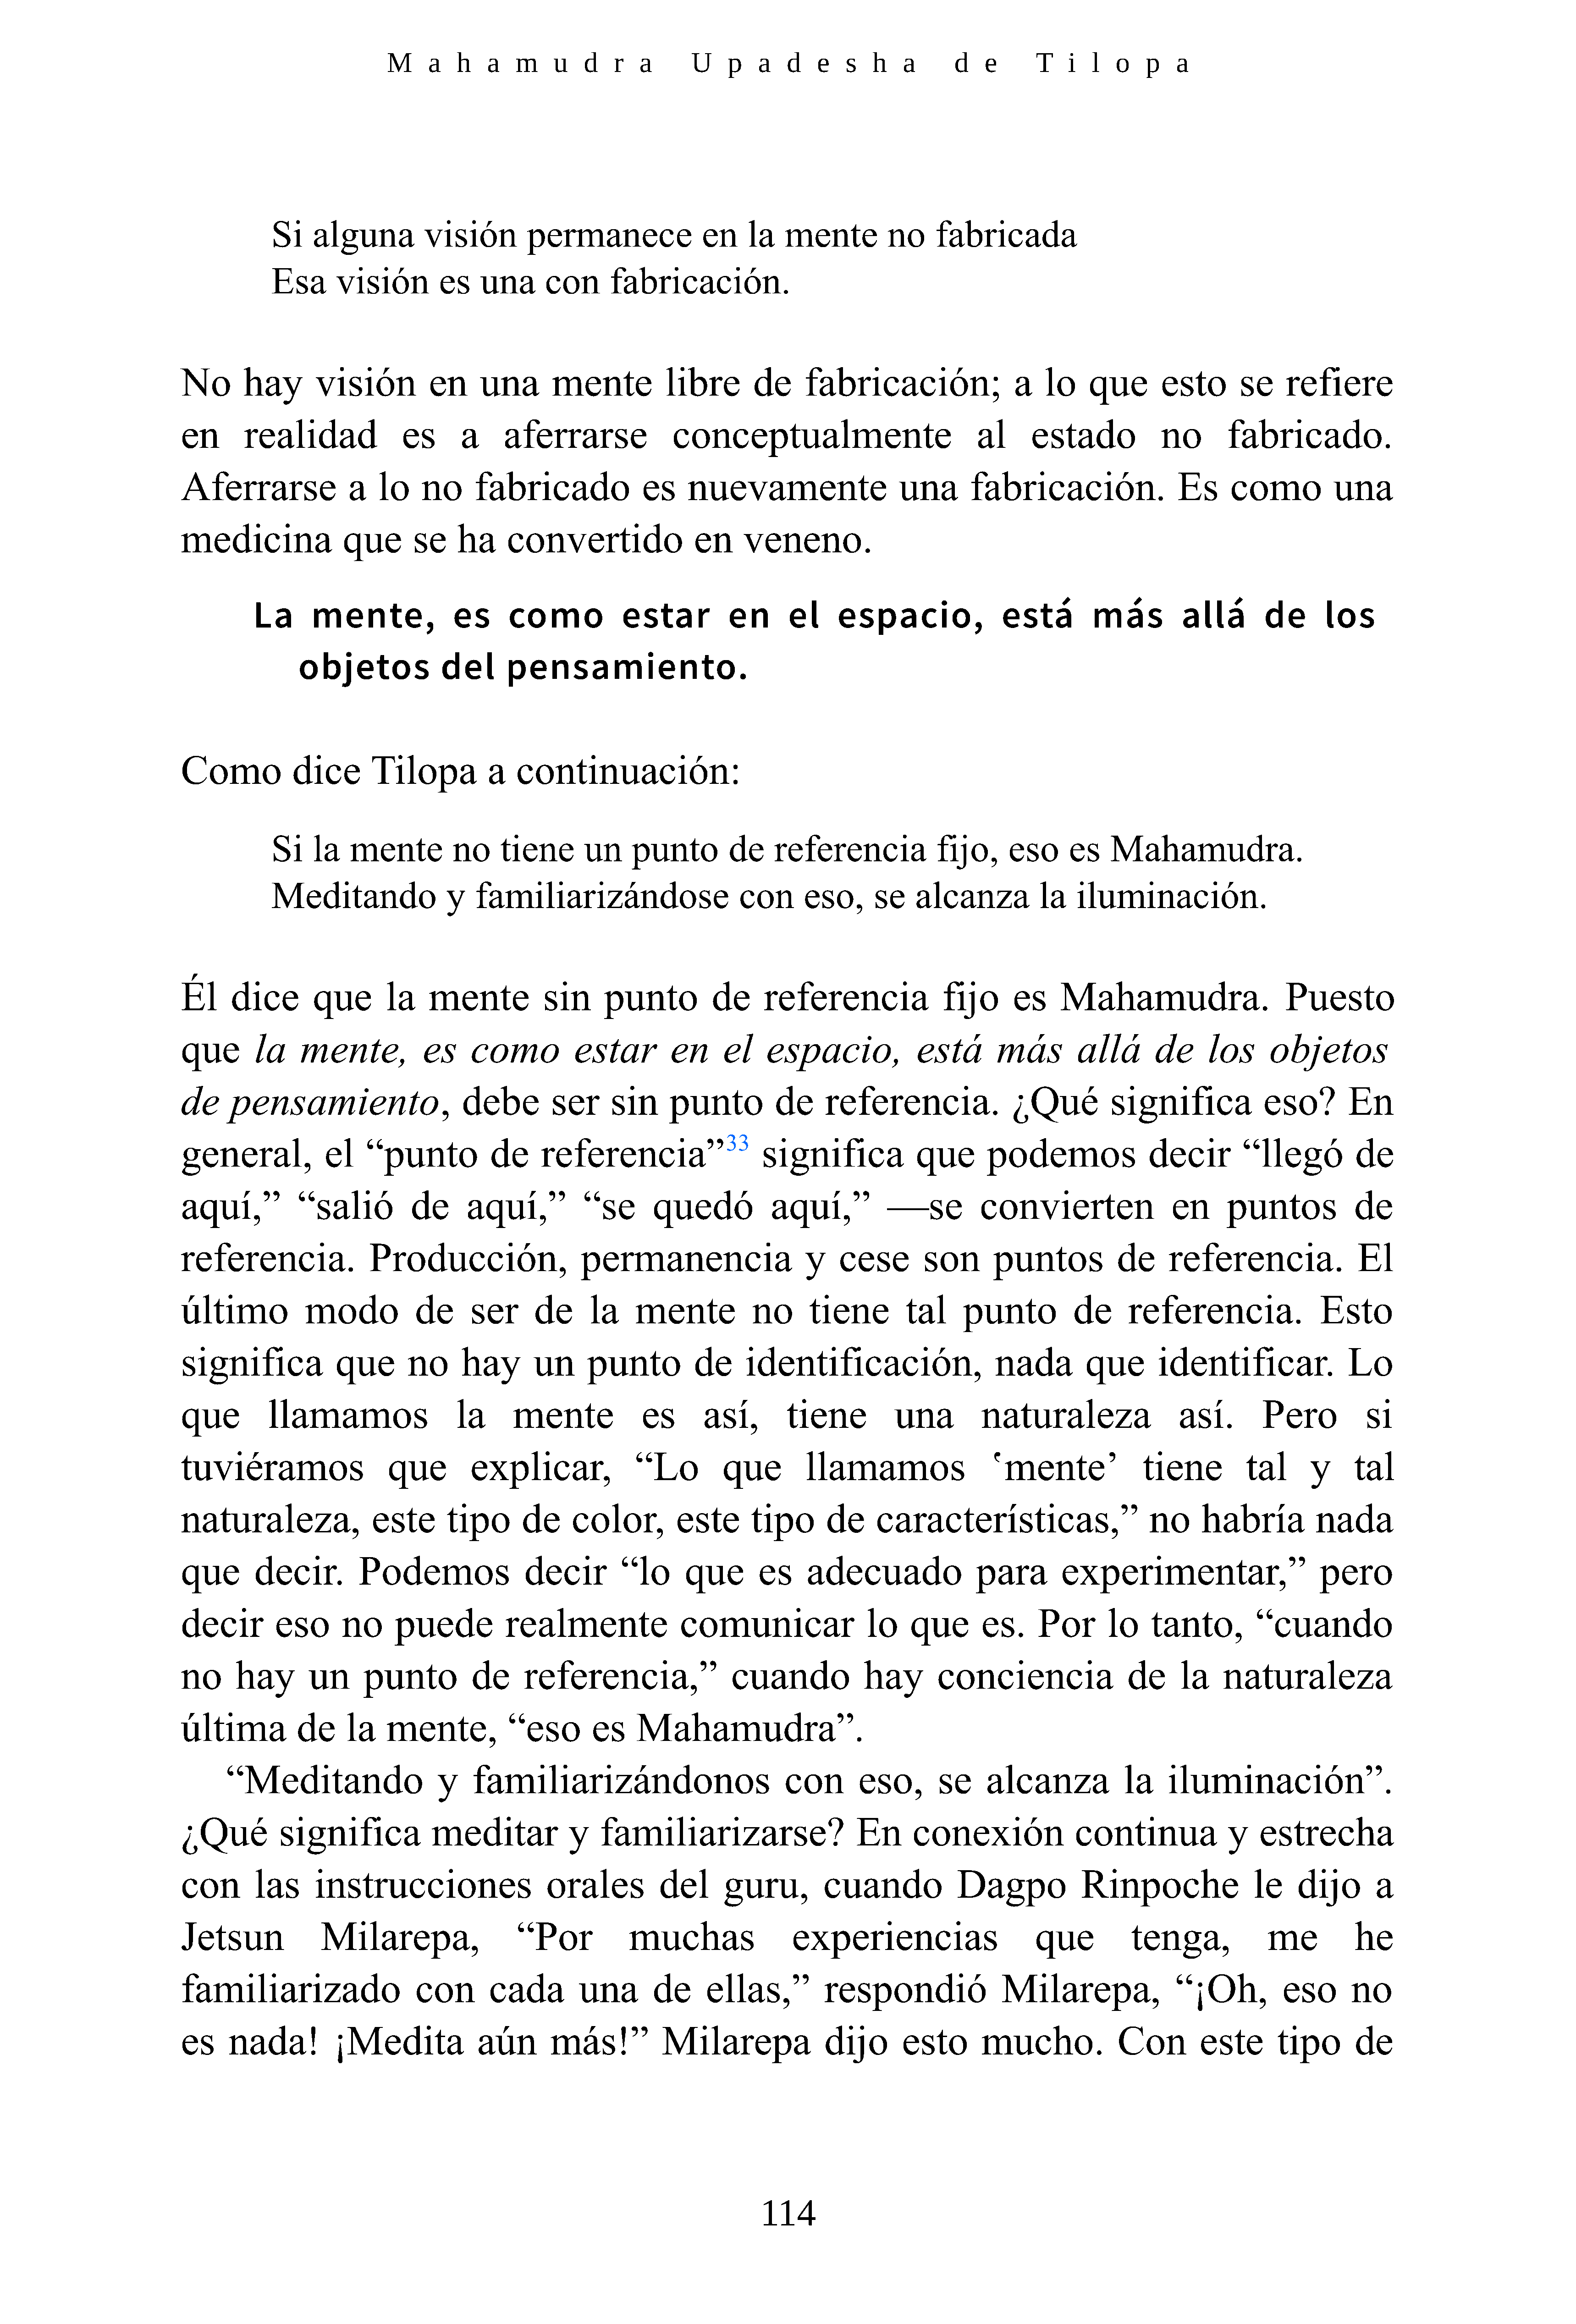 Mahamudra Upadesha de Tilopa
Si alguna visión permanece en la mente no fabricada
Esa visión es una con fabricación.
No hay visión en una mente libre de fabricación; a lo que esto se refiere
en realidad es a aferrarse conceptualmente al estado no fabricado.
Aferrarse a lo no fabricado es nuevamente una fabricación. Es como una
medicina que se ha convertido en veneno.
La mente, es como estar en el espacio, está más allá de los
objetos del pensamiento.
Como dice Tilopa a continuación:
Si la mente no tiene un punto de referencia fijo, eso es Mahamudra.
Meditando y familiarizándose con eso, se alcanza la iluminación.
Él dice que la mente sin punto de referencia fijo es Mahamudra. Puesto
que la mente, es como estar en el espacio, está más allá de los objetos
de pensamiento, debe ser sin punto de referencia. ¿Qué significa eso? En
general, el “punto de referencia”33 significa que podemos decir “llegó de
aquí,” “salió de aquí,” “se quedó aquí,” —se convierten en puntos de
referencia. Producción, permanencia y cese son puntos de referencia. El
último modo de ser de la mente no tiene tal punto de referencia. Esto
significa que no hay un punto de identificación, nada que identificar. Lo
que llamamos la mente es así, tiene una naturaleza así. Pero si
tuviéramos que explicar, “Lo que llamamos ‛mente’ tiene tal y tal
naturaleza, este tipo de color, este tipo de características,” no habría nada
que decir. Podemos decir “lo que es adecuado para experimentar,” pero
decir eso no puede realmente comunicar lo que es. Por lo tanto, “cuando
no hay un punto de referencia,” cuando hay conciencia de la naturaleza
última de la mente, “eso es Mahamudra”.
“Meditando y familiarizándonos con eso, se alcanza la iluminación”.
¿Qué significa meditar y familiarizarse? En conexión continua y estrecha
con las instrucciones orales del guru, cuando Dagpo Rinpoche le dijo a
Jetsun Milarepa, “Por muchas experiencias que tenga, me he
familiarizado con cada una de ellas,” respondió Milarepa, “¡Oh, eso no
es nada! ¡Medita aún más!” Milarepa dijo esto mucho. Con este tipo de
114